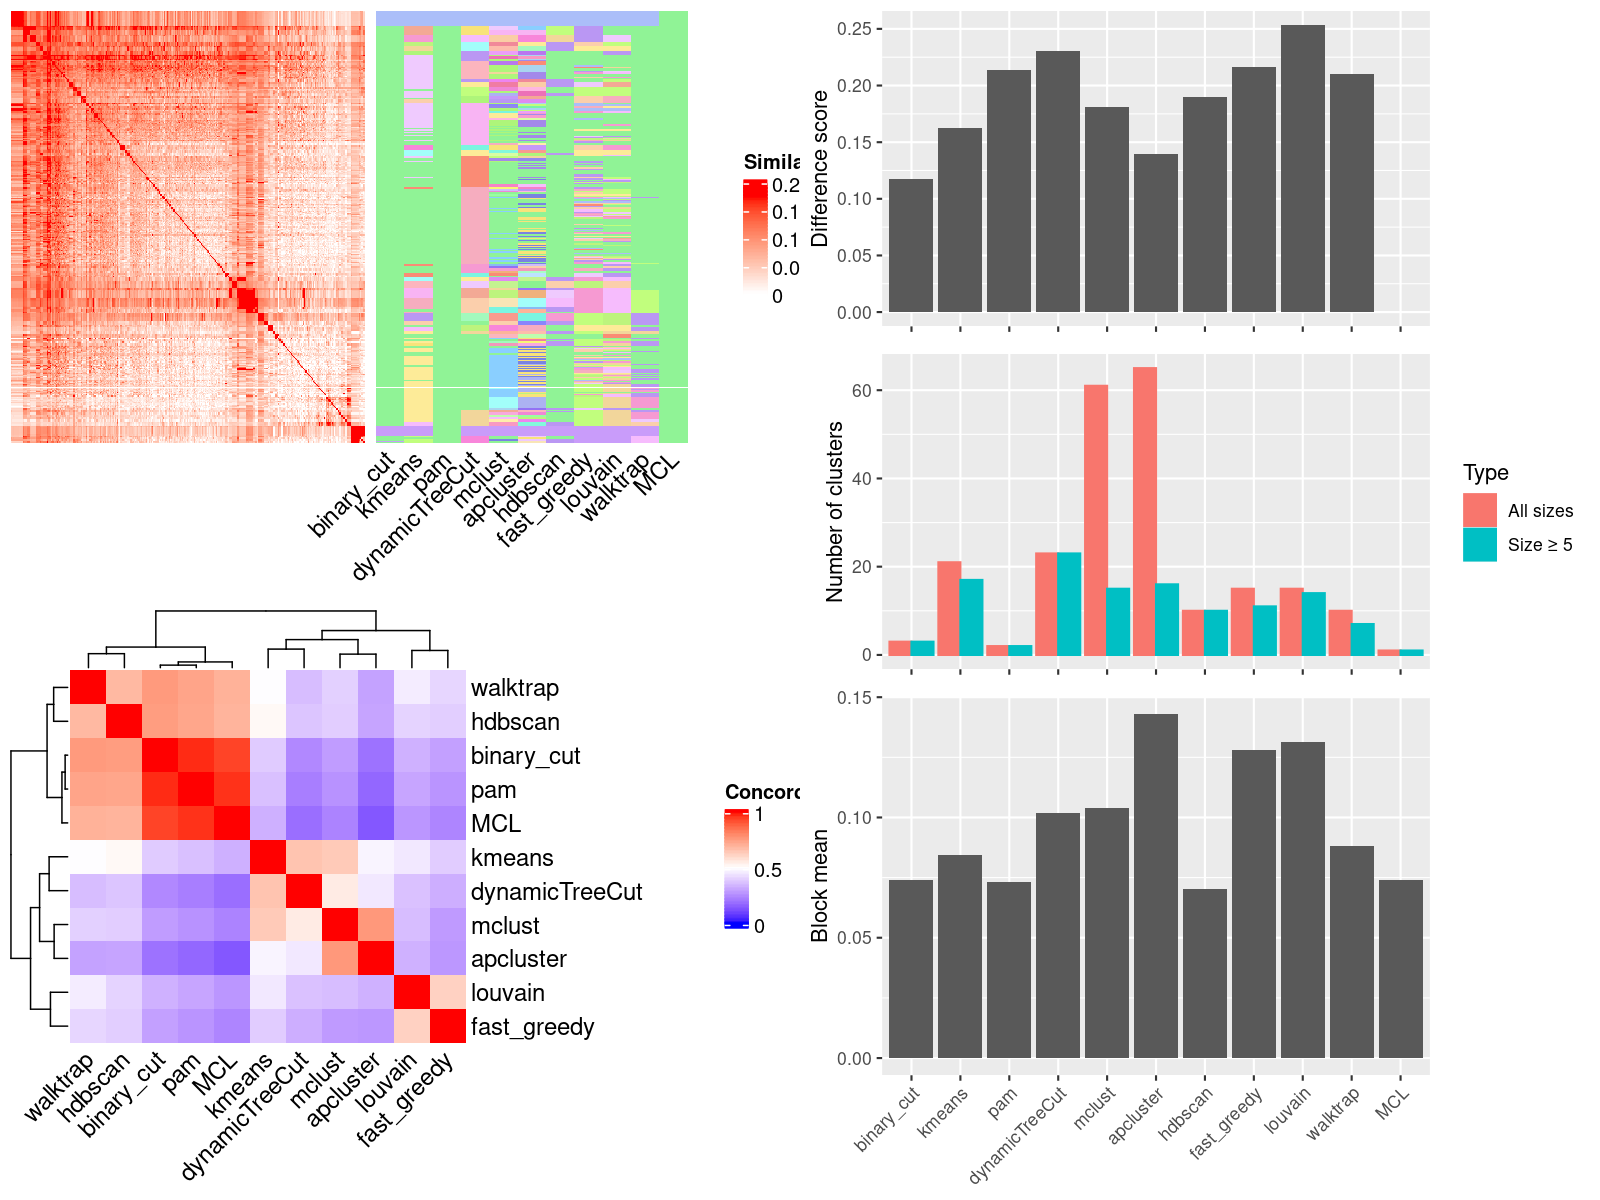 Simila
0.2
0.1
0.1
0.0
0
binary_cut
kmeans
pam
dynamicTreeCut
mclust
apcluster
hdbscan
fast_greedy
louvain
walktrap
MCL
walktrap
hdbscan
binary_cut
pam
MCL
kmeans
dynamicTreeCut
mclust
apcluster
louvain
fast_greedy
walktrap
hdbscan
binary_cut
pam
MCL
kmeans
dynamicTreeCut
mclust
apcluster
louvain
fast_greedy
Concord
1
0.5
0
Difference score
0.25
0.20
0.15
0.10
0.05
0.00
Number of clusters
60
40
20
0
Type
All sizes
Size ≥ 5
Block mean
0.15
0.10
0.05
0.00
binary_cut
kmeans
pam
dynamicTreeCut
mclust
apcluster
hdbscan
fast_greedy
louvain
walktrap
MCL